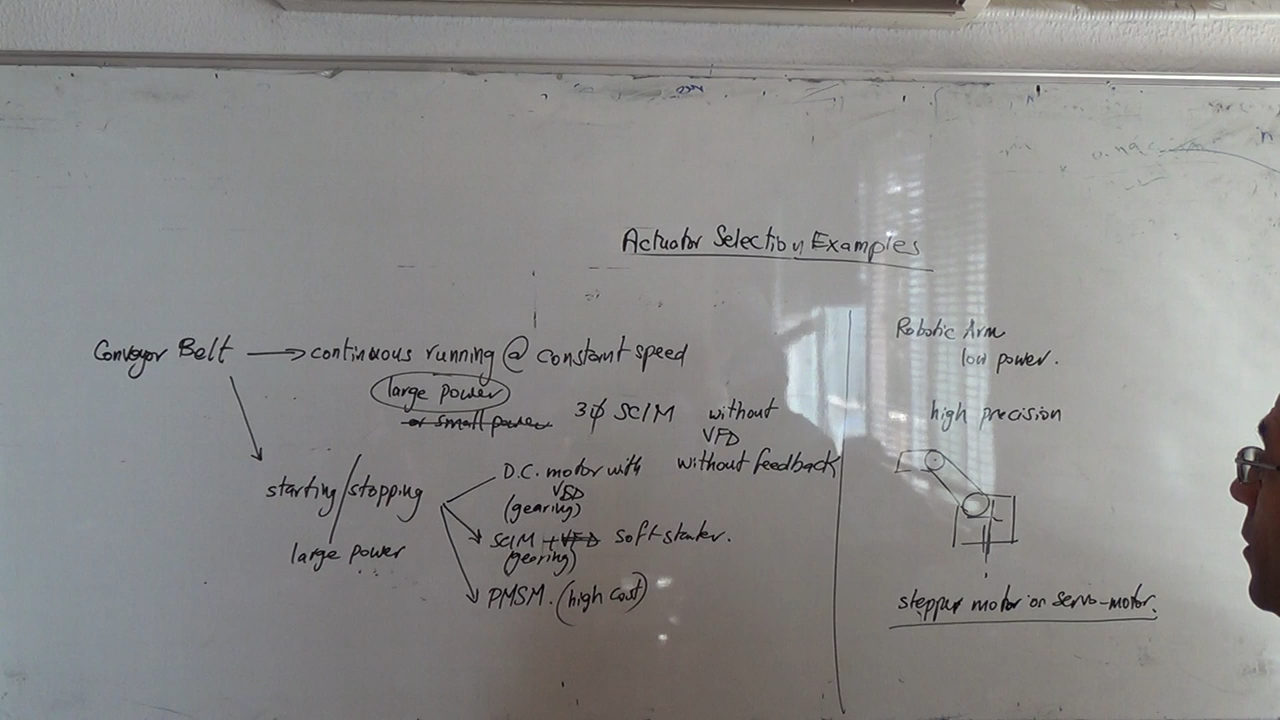 Actuator Selection Examples
Conveyor Belt → continuous running @ constant speed
large power
or small power
3ϕ SCIM without
VFD
without feedback
starting/stopping
large power
D.C. motor with
VSD
(gearing)
SCIM +VFD soft starter.
(gearing)
PMSM. (high cost)
Robotic Arm
low power.
high precision
stepper motor or servo-motor.